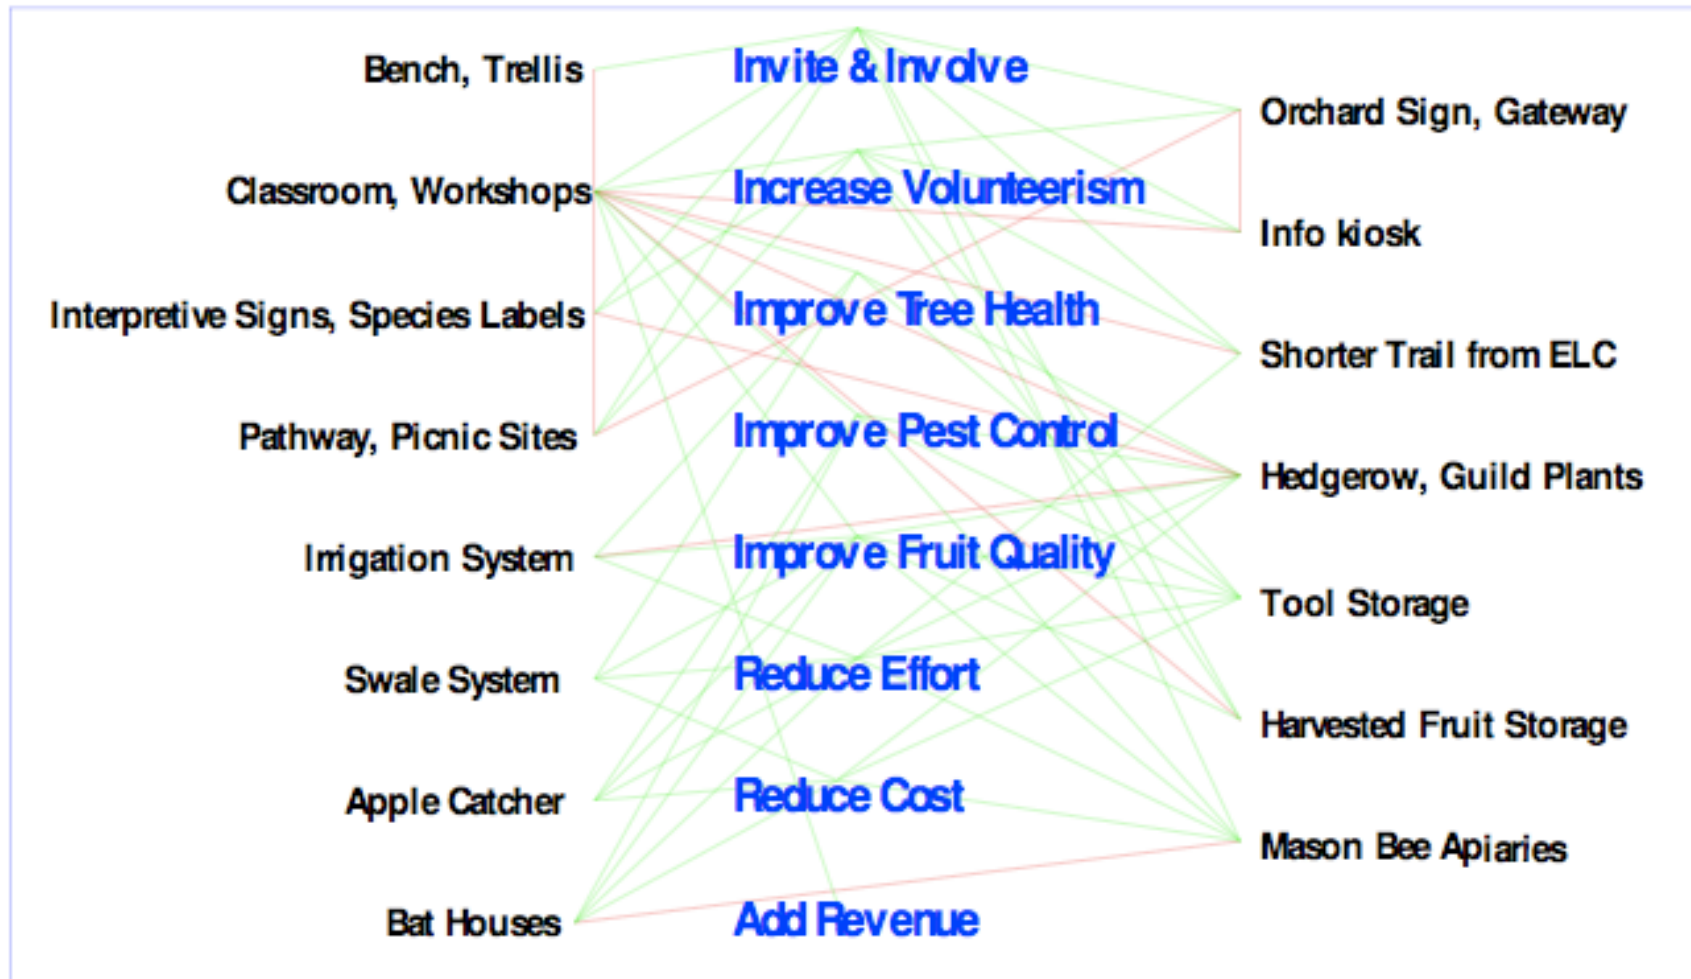 Bench, Trellis
Classroom, Workshops
Interpretive Signs, Species Labels
Pathway, Picnic Sites
Irrigation System
Swale System
Apple Catcher
Bat Houses
Invite & Involve
Increase Volunteerism
Improve Tree Health
Improve Pest Control
Improve Fruit Quality
Reduce Effort
Reduce Cost
Add Revenue
Orchard Sign, Gateway
Info kiosk
Shorter Trail from ELC
Hedgerow, Guild Plants
Tool Storage
Harvested Fruit Storage
Mason Bee Apiaries